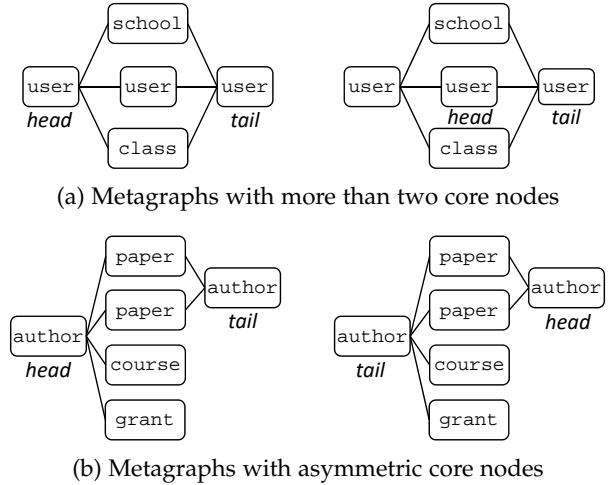 school school
user user user user user user
head tail head tail
class class
(a) Metagraphs with more than two core nodes
paper paper
author author
paper paper
tail head
author author
head tail
course course
grant grant
(b) Metagraphs with asymmetric core nodes